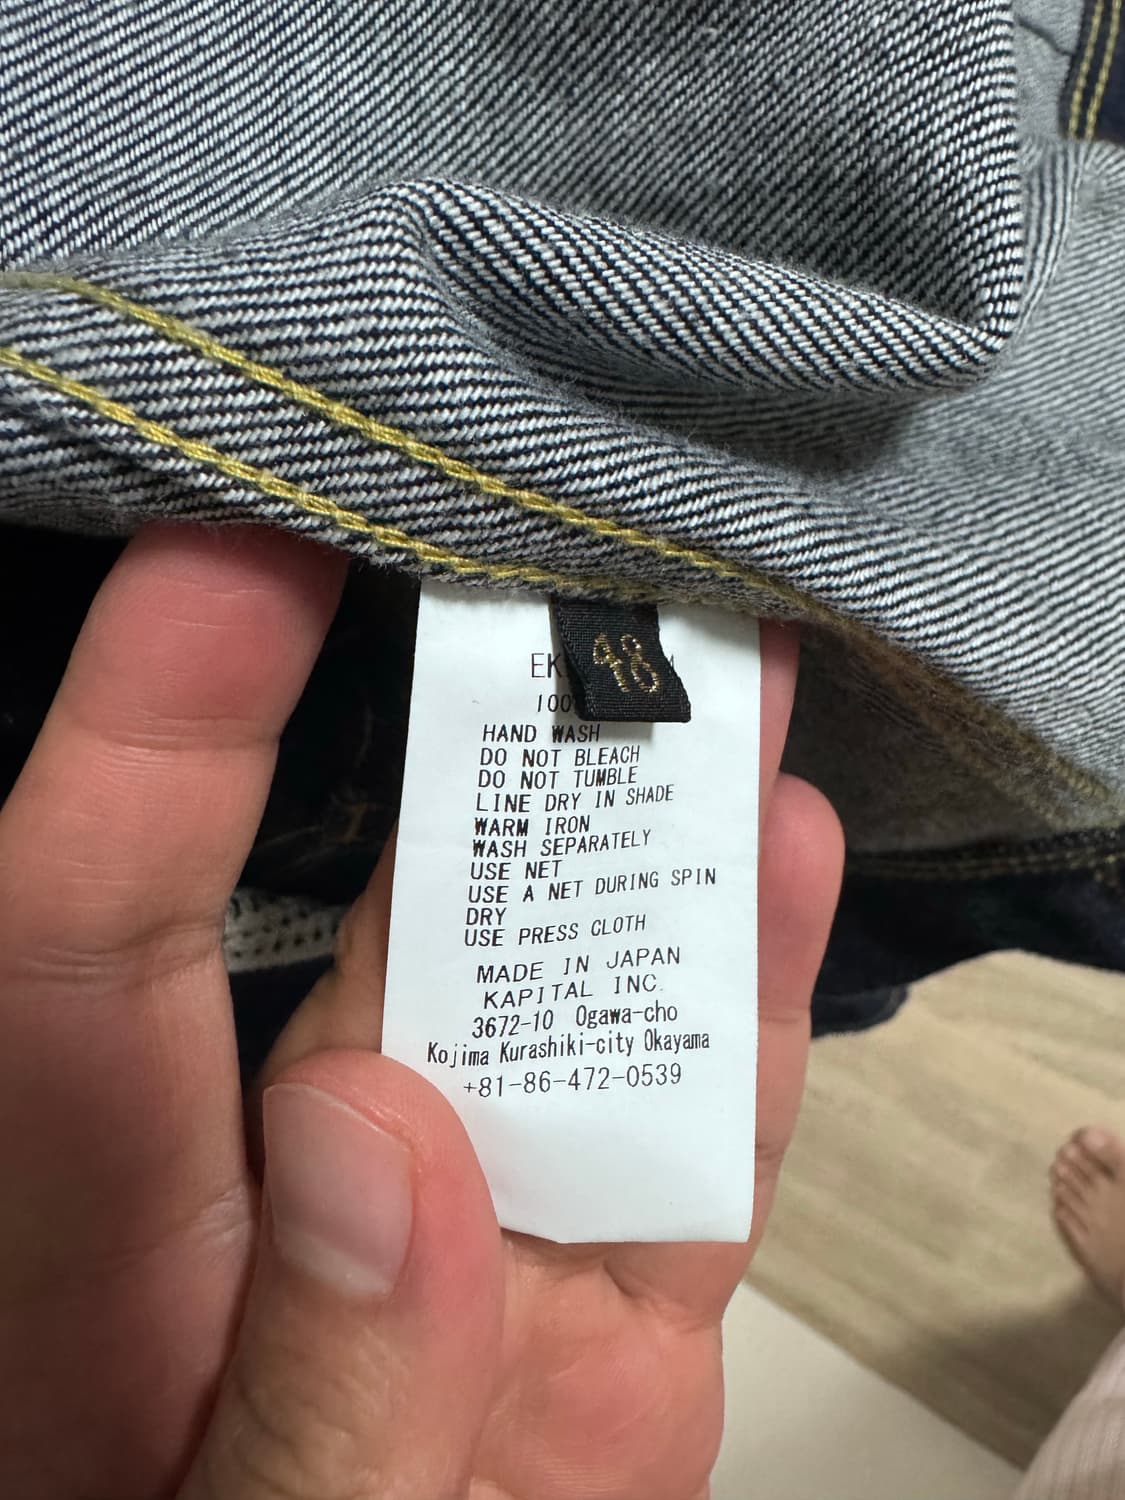 48
100
HAND WASH
DO NOT BLEACH
DO NOT TUMBLE
LINE DRY IN SHADE
WARM IRON
WASH SEPARATELY
USE NET
USE A NET DURING SPIN
DRY
USE PRESS CLOTH
MADE IN JAPAN
KAPITAL INC.
3672-10 Ogawa-cho
Kojima Kurashiki-city Okayama
+81-86-472-0539